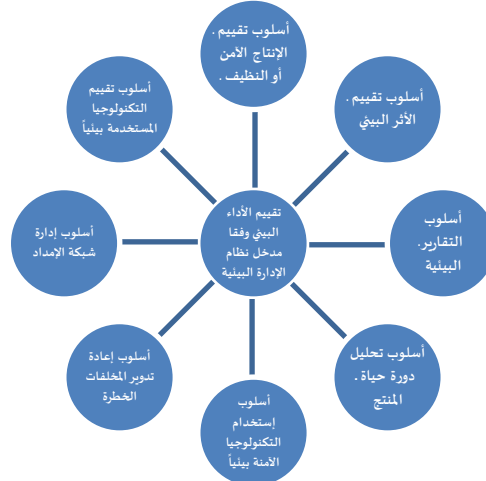 أسلوب تقييم .
الإنتاج الآمن
أو النظيف .
أسلوب تقييم .
الأثر البيئي
أسلوب
التقارير.
البيئية
أسلوب تحليل
دورة حياة .
المنتج
أسلوب
إستخدام
التكنولوجيا
الآمنة بيئياً
أسلوب إعادة
تدوير المخلفات
الخطرة
أسلوب إدارة
شبكة الإمداد
أسلوب تقييم
التكنولوجيا
المستخدمة بيئياً
تقييم الأداء
البيئي وفقا
مدخل نظام
الإدارة البيئية